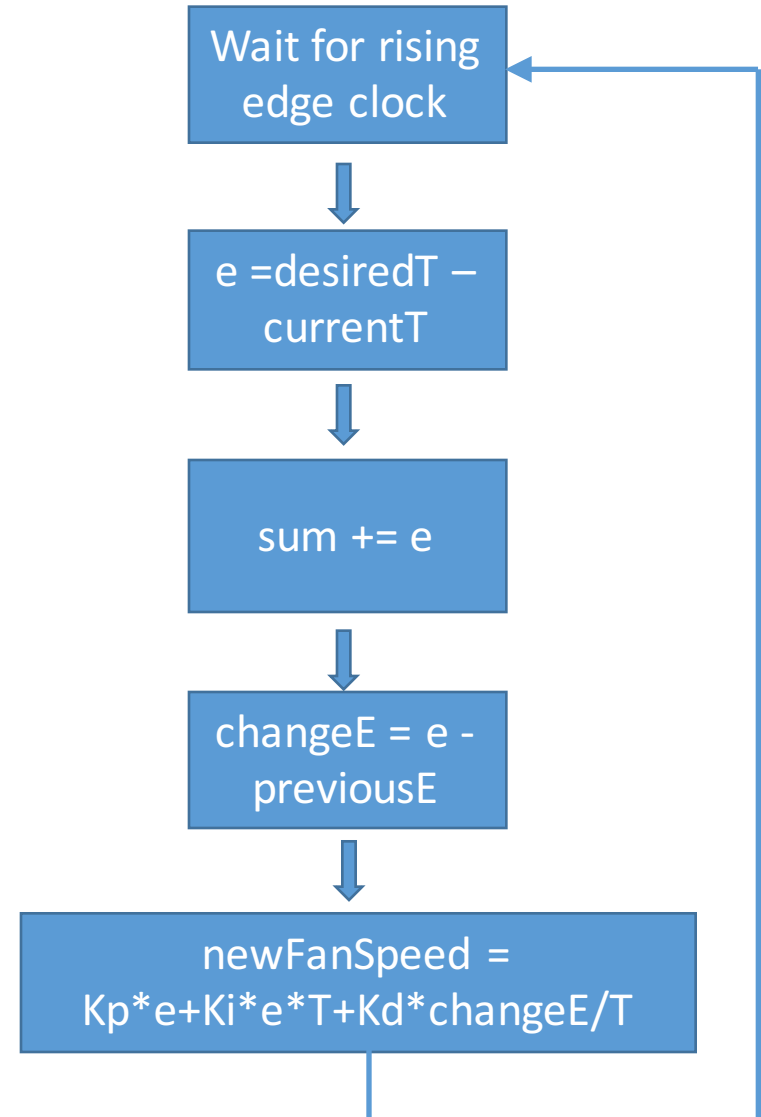 Wait for rising
edge clock
e =desiredT –
currentT
sum += e
changeE = e -
previousE
newFanSpeed =
Kp*e+Ki*e*T+Kd*changeE/T